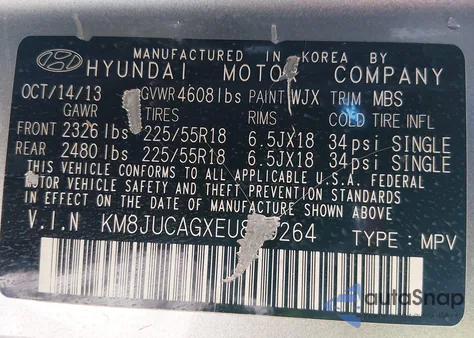 MANUFACTURED IN KOREA BY
HYUNDAI MOTOR COMPANY
OCT/14/13 GVWR 4608 lbs PAINT WJX TRIM MBS
GAWR TIRES RIMS COLD TIRE INFL
FRONT 2326 lbs 225/55R18 6.5JX18 34psi SINGLE
REAR 2480 lbs 225/55R18 6.5JX18 34psi SINGLE
THIS VEHICLE CONFORMS TO ALL APPLICABLE U.S.A. FEDERAL
MOTOR VEHICLE SAFETY AND THEFT PREVENTION STANDARDS
IN EFFECT ON THE DATE OF MANUFACTURE SHOWN ABOVE.
V.I.N TYPE : MPV
autoSnap